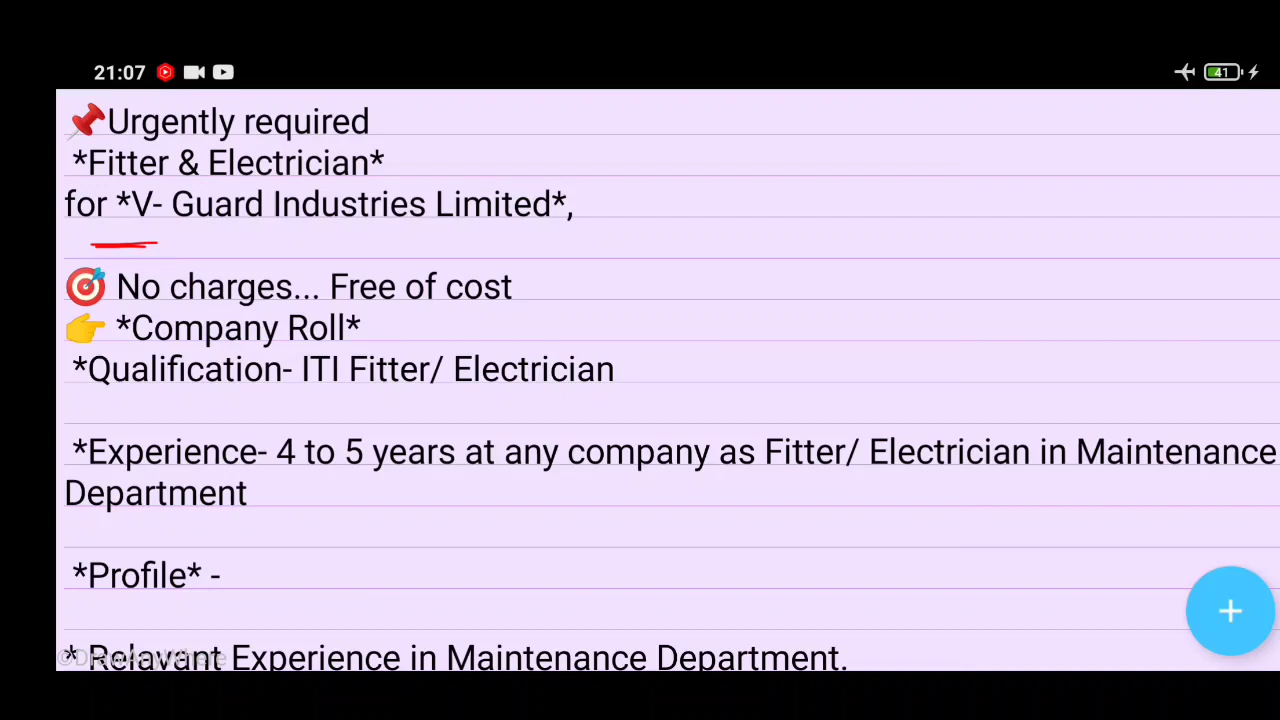 21:07
41
📌Urgently required
*Fitter & Electrician*
for *V- Guard Industries Limited*,
🎯 No charges... Free of cost
👉 *Company Roll*
*Qualification- ITI Fitter/ Electrician
*Experience- 4 to 5 years at any company as Fitter/ Electrician in Maintenance
Department
*Profile* -
* Relevant Experience in Maintenance Department.
©DrawAnyWhere
+